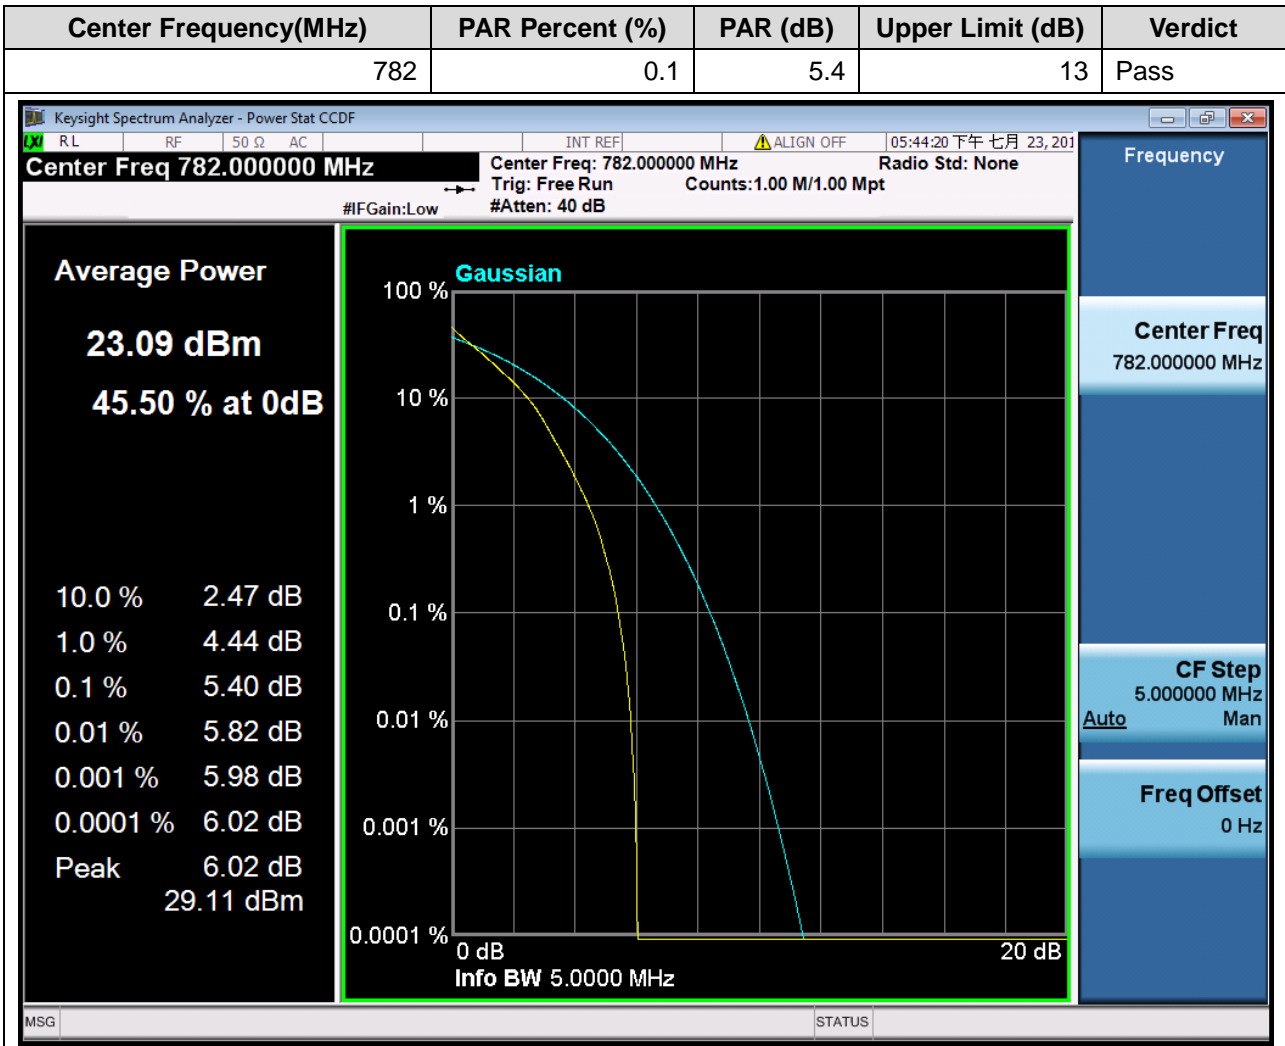 Center Frequency(MHz) PAR Percent (%) PAR (dB) Upper Limit (dB) Verdict
782 0.1 5.4 13 Pass
Keysight Spectrum Analyzer - Power Stat CCDF
LXI RL RF 50 Ω AC INT REF ALIGN OFF 05:44:20 下午 七月 23, 201
Center Freq 782.000000 MHz
Center Freq: 782.000000 MHz Radio Std: None
Trig: Free Run Counts:1.00 M/1.00 Mpt
#IFGain:Low #Atten: 40 dB
Frequency
Average Power
23.09 dBm
45.50 % at 0dB
10.0 % 2.47 dB
1.0 % 4.44 dB
0.1 % 5.40 dB
0.01 % 5.82 dB
0.001 % 5.98 dB
0.0001 % 6.02 dB
Peak 6.02 dB
29.11 dBm
Gaussian
100 %
10 %
1 %
0.1 %
0.01 %
0.001 %
0.0001 %
0 dB 20 dB
Info BW 5.0000 MHz
Center Freq
782.000000 MHz
CF Step
5.000000 MHz
Auto Man
Freq Offset
0 Hz
MSG STATUS